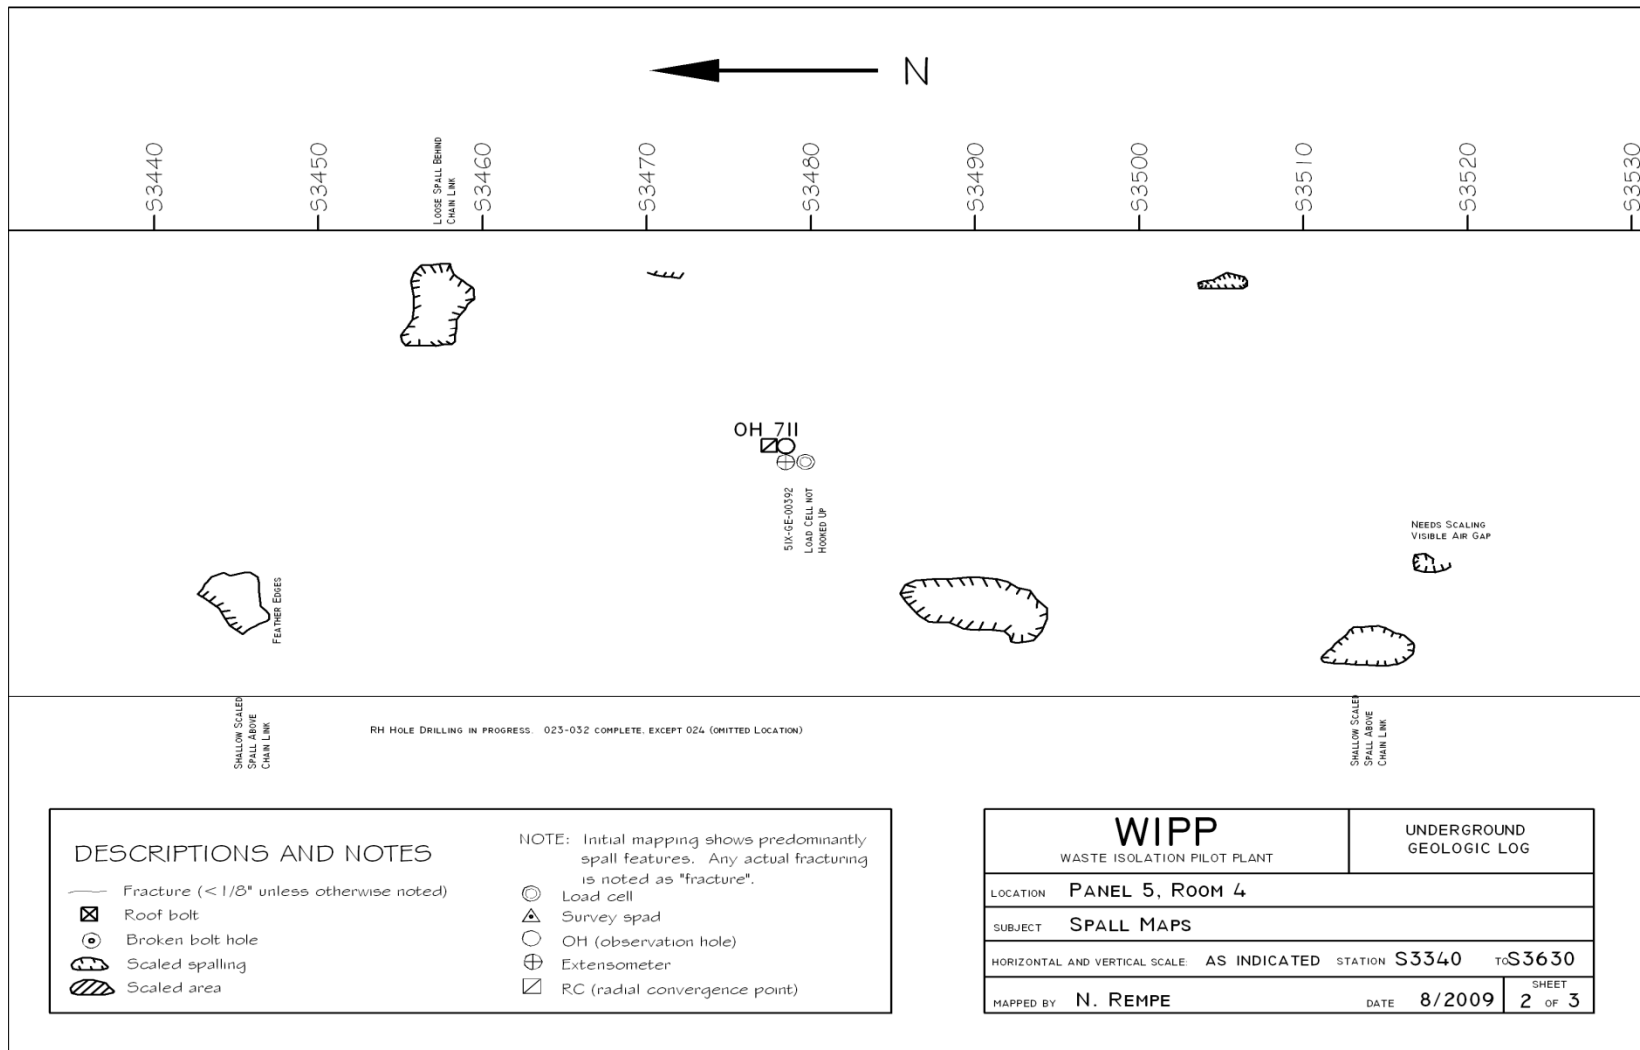 N
S3440
S3450
LOOSE SPALL BEHIND
CHAIN LINK
S3460
S3470
S3480
S3490
S3500
S3510
S3520
S3530
OH 711
51X-GE-00392
LOAD CELL NOT
HOOKED UP
NEEDS SCALING
VISIBLE AIR GAP
FEATHER EDGES
SHALLOW SCALED
SPALL ABOVE
CHAIN LINK
RH HOLE DRILLING IN PROGRESS. 023-032 COMPLETE, EXCEPT 024 (OMITTED LOCATION)
SHALLOW SCALED
SPALL ABOVE
CHAIN LINK
DESCRIPTIONS AND NOTES
Fracture (< 1/8" unless otherwise noted)
Roof bolt
Broken bolt hole
Scaled spalling
Scaled area
NOTE: Initial mapping shows predominantly
spall features. Any actual fracturing
is noted as "fracture".
Load cell
Survey spad
OH (observation hole)
Extensometer
RC (radial convergence point)
WIPP
WASTE ISOLATION PILOT PLANT
UNDERGROUND
GEOLOGIC LOG
LOCATION PANEL 5, ROOM 4
SUBJECT SPALL MAPS
HORIZONTAL AND VERTICAL SCALE: AS INDICATED STATION S3340 TO S3630
MAPPED BY N. REMPE DATE 8/2009
SHEET
2 OF 3